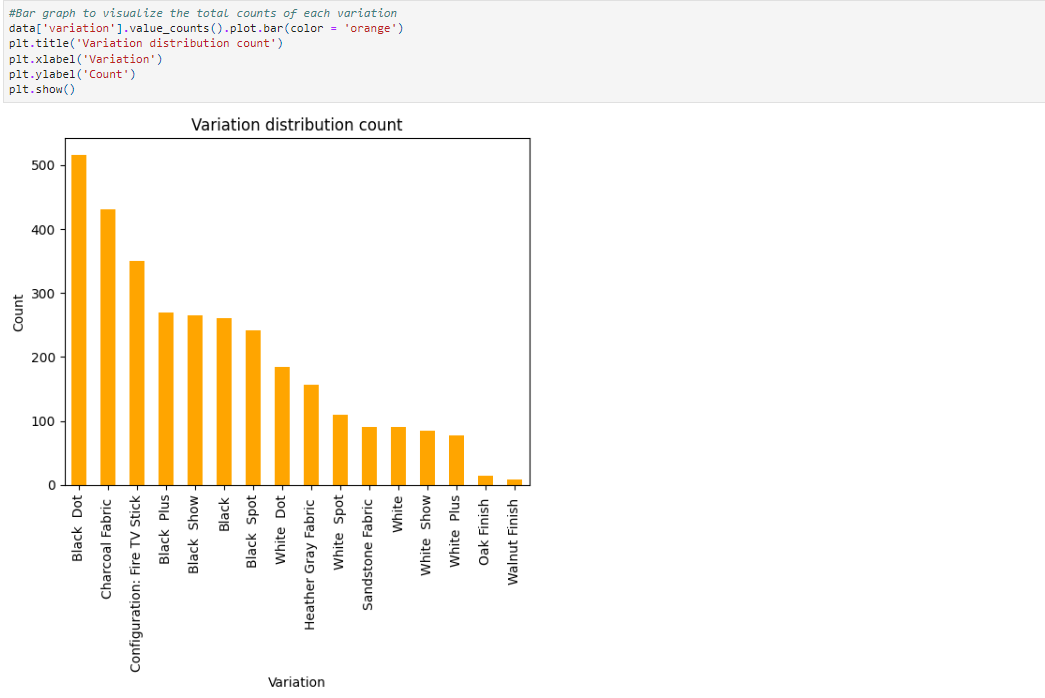 #Bar graph to visualize the total counts of each variation
data['variation'].value_counts().plot.bar(color = 'orange')
plt.title('Variation distribution count')
plt.xlabel('Variation')
plt.ylabel('Count')
plt.show()
Variation distribution count
500
400
300
200
100
0
Count
Black  Dot
Charcoal Fabric
Configuration: Fire TV Stick
Black  Plus
Black  Show
Black
Black  Spot
White  Dot
Heather Gray Fabric
White  Spot
Sandstone Fabric
White
White  Show
White  Plus
Oak Finish
Walnut Finish
Variation